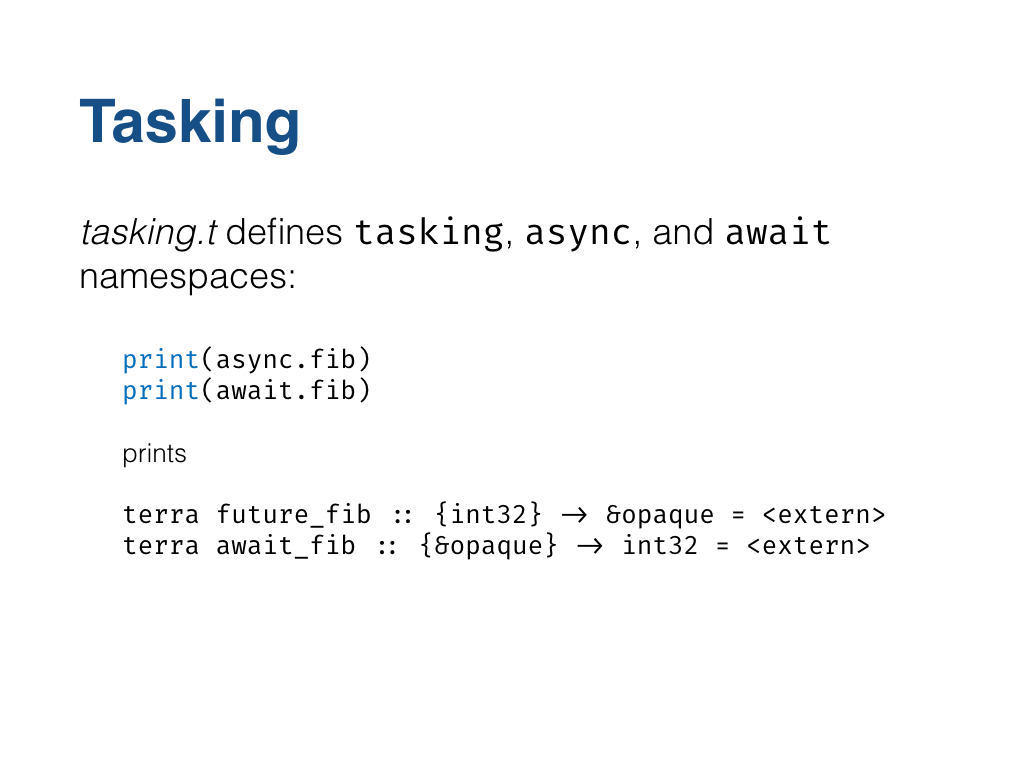 Tasking
tasking.t defines tasking, async, and await
namespaces:
print(async.fib)
print(await.fib)
prints
terra future_fib :: {int32} -> &opaque = <extern>
terra await_fib :: {&opaque} -> int32 = <extern>